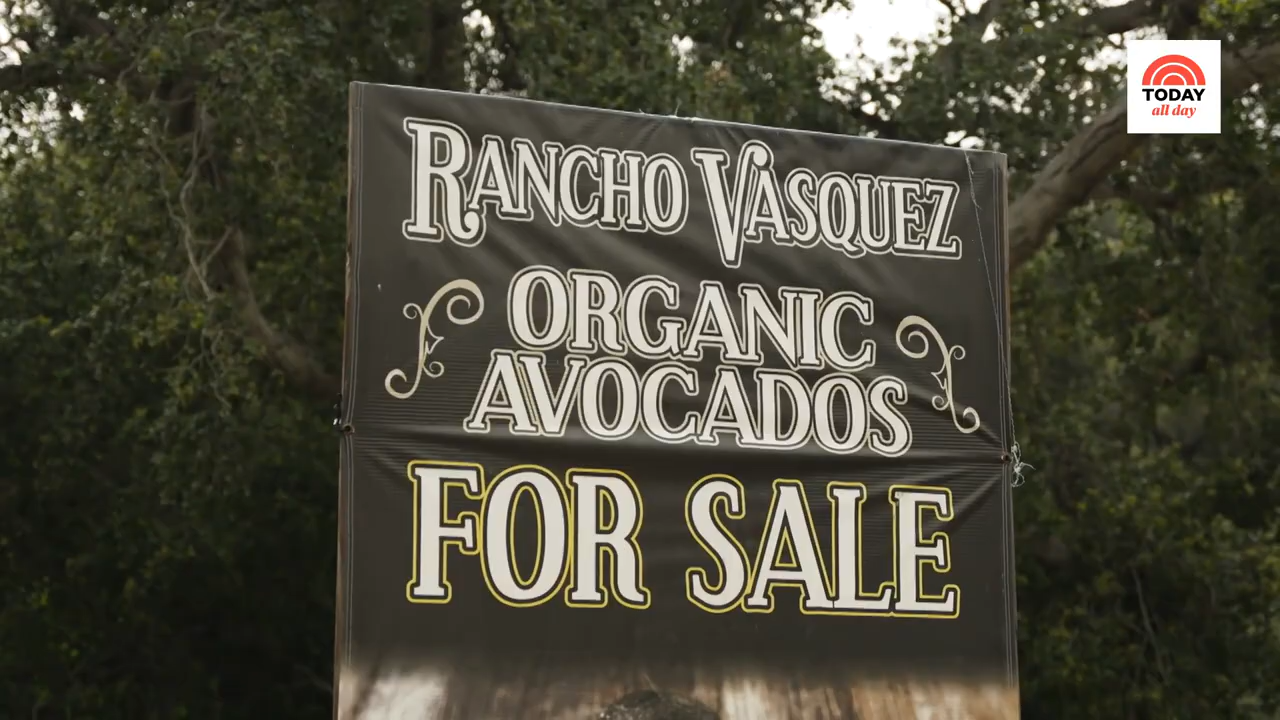 TODAY
all day
RANCHO VASQUEZ
ORGANIC
AVOCADOS
FOR SALE